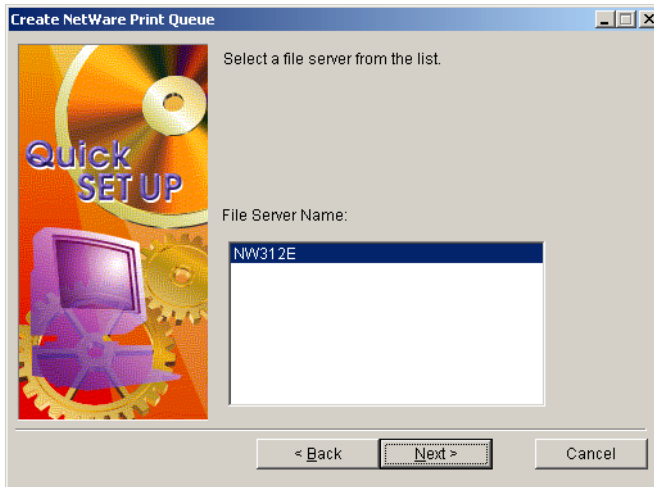 Create NetWare Print Queue
Select a file server from the list.
Quick
SET UP
File Server Name:
NW312E
< Back
Next >
Cancel